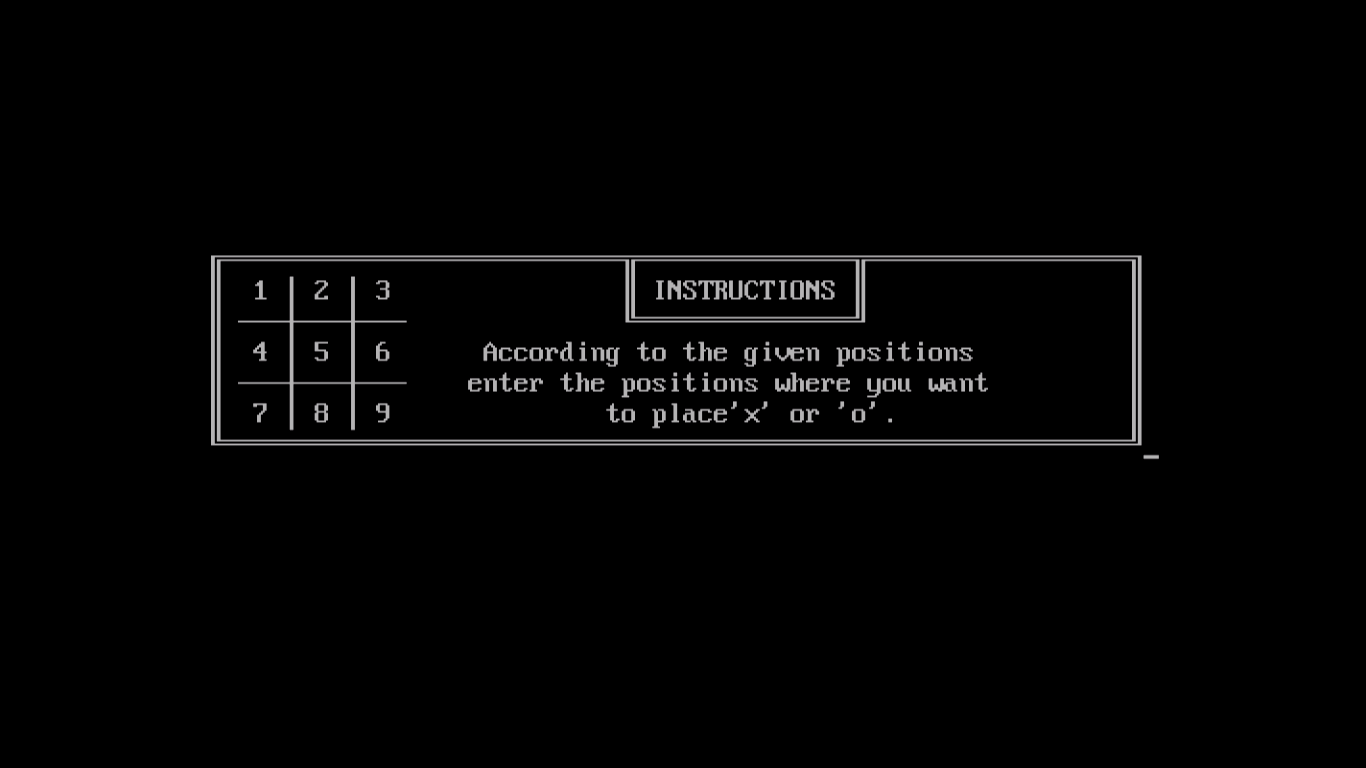 1 2 3
INSTRUCTIONS
4 5 6
According to the given positions
enter the positions where you want
7 8 9
to place'x' or 'o'.